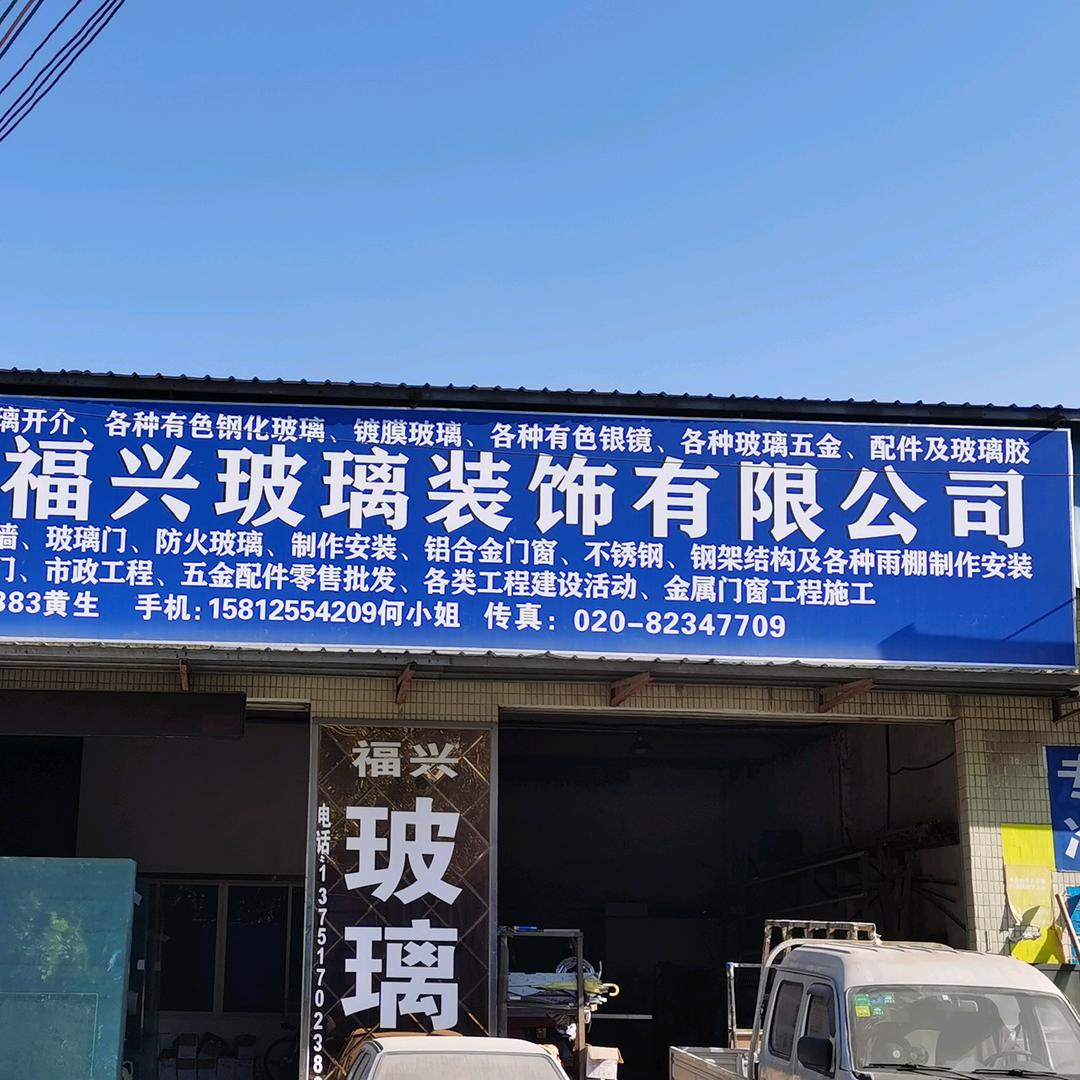 璃开介、各种有色钢化玻璃、镀膜玻璃、各种有色银镜、各种玻璃五金、配件及玻璃胶
福兴玻璃装饰有限公司
墙、玻璃门、防火玻璃、制作安装、铝合金门窗、不锈钢、钢架结构及各种雨棚制作安装
门、市政工程、五金配件零售批发、各类工程建设活动、金属门窗工程施工
383黄生 手机:15812554209何小姐 传真: 020-82347709
福兴
玻璃
电话:1375170238
专